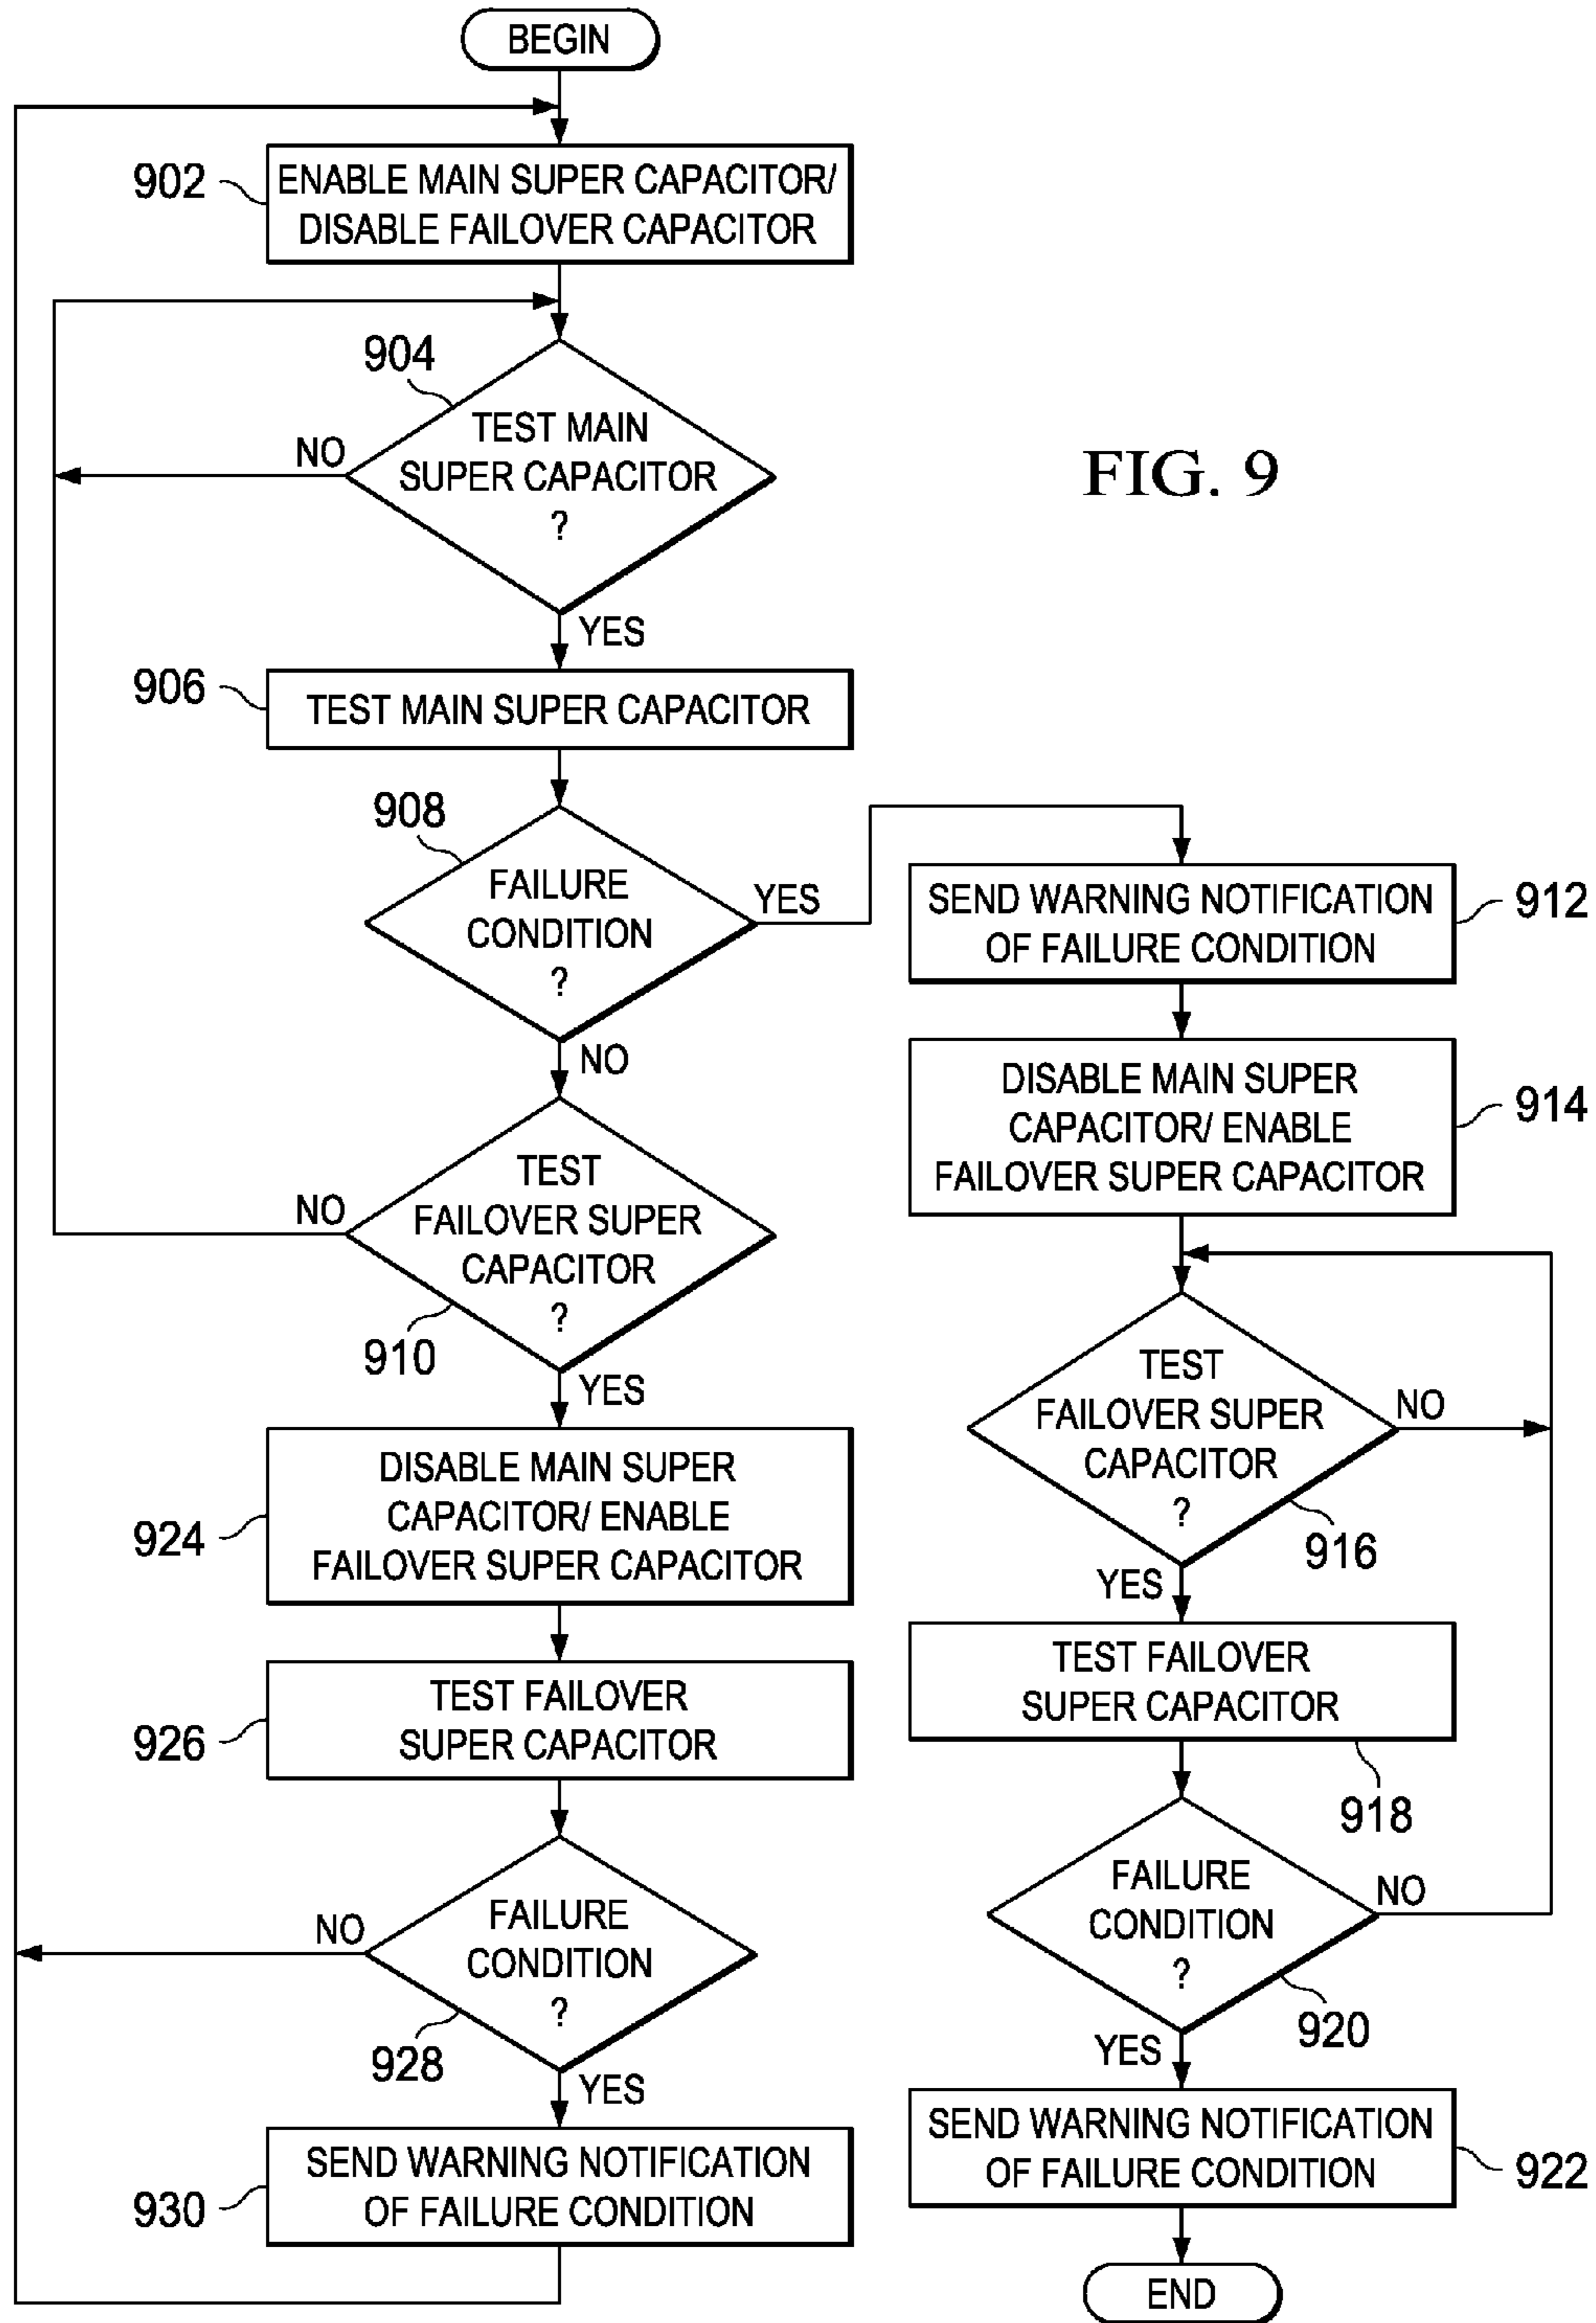 BEGIN
902
ENABLE MAIN SUPER CAPACITOR/
DISABLE FAILOVER CAPACITOR
904
TEST MAIN
SUPER CAPACITOR
?
NO
YES
FIG. 9
906
TEST MAIN SUPER CAPACITOR
908
FAILURE
CONDITION
?
YES
NO
910
TEST
FAILOVER SUPER
CAPACITOR
?
NO
YES
924
DISABLE MAIN SUPER
CAPACITOR/ ENABLE
FAILOVER SUPER CAPACITOR
926
TEST FAILOVER
SUPER CAPACITOR
928
FAILURE
CONDITION
?
NO
YES
930
SEND WARNING NOTIFICATION
OF FAILURE CONDITION
SEND WARNING NOTIFICATION
OF FAILURE CONDITION
912
DISABLE MAIN SUPER
CAPACITOR/ ENABLE
FAILOVER SUPER CAPACITOR
914
TEST
FAILOVER SUPER
CAPACITOR
?
NO
916
YES
TEST FAILOVER
SUPER CAPACITOR
918
FAILURE
CONDITION
?
NO
920
YES
SEND WARNING NOTIFICATION
OF FAILURE CONDITION
922
END